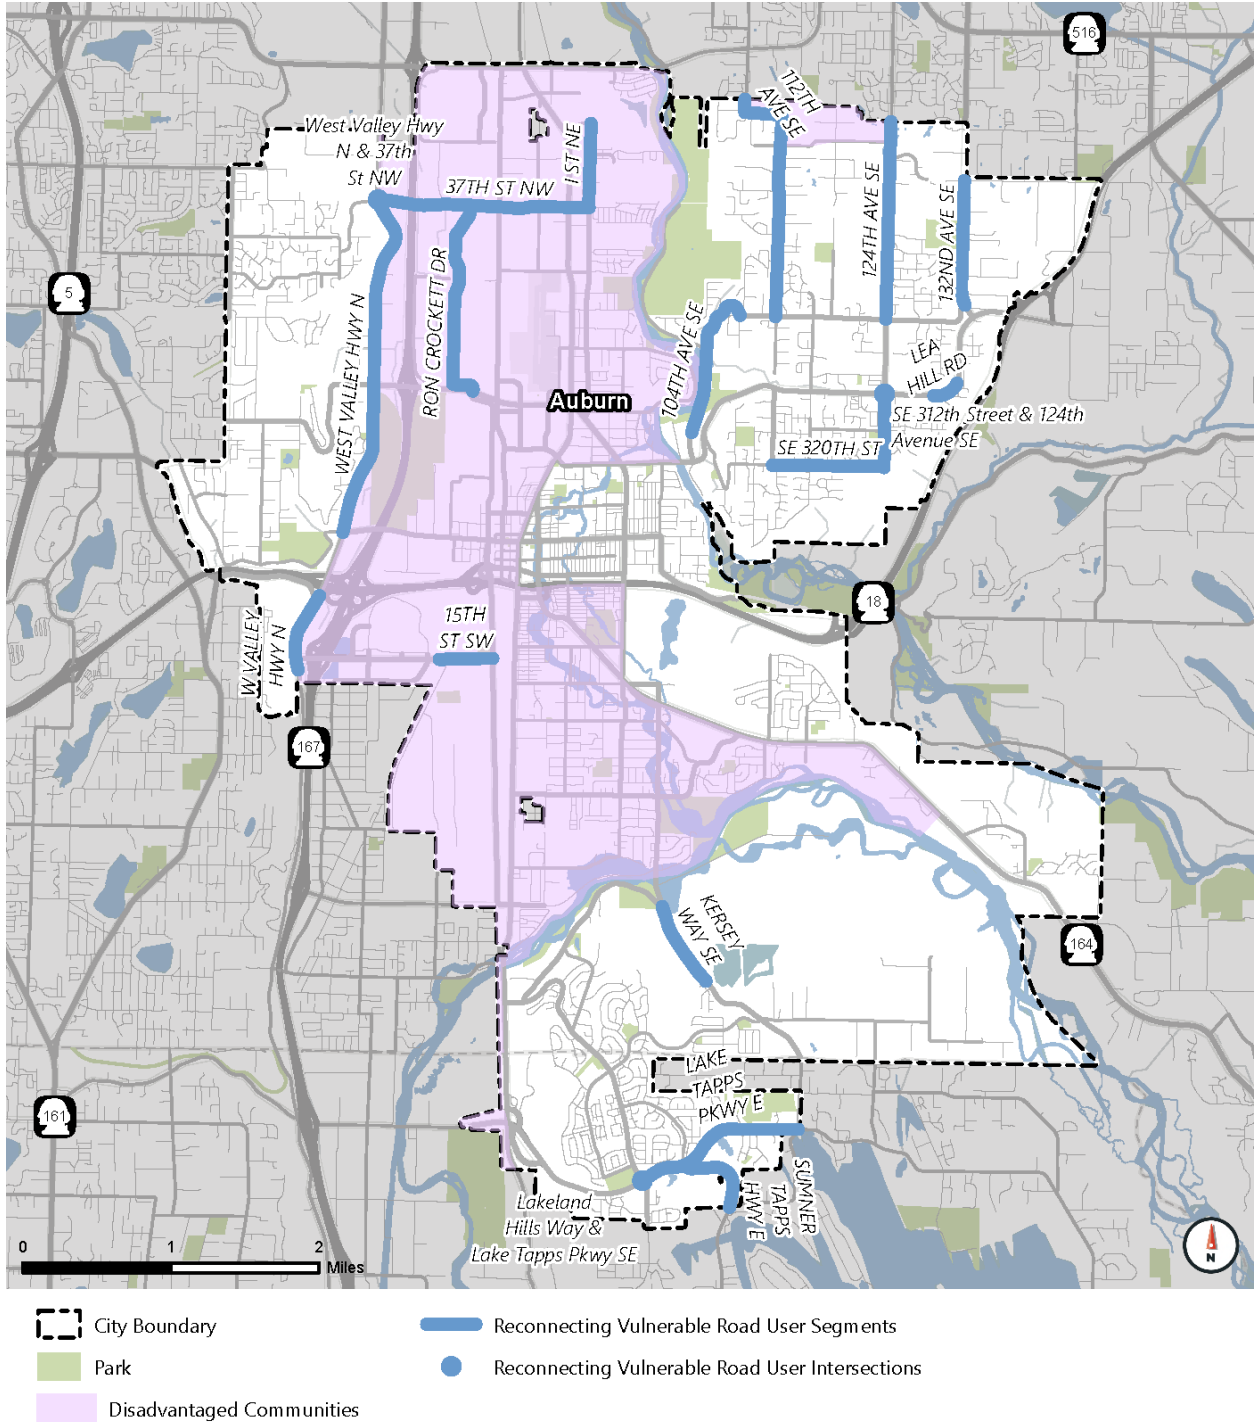 516
112TH
AVE SE
West Valley Hwy
N & 37th
St NW
I ST NE
37TH ST NW
124TH AVE SE
132ND AVE SE
5
RON CROCKETT DR
WEST VALLEY HWY N
104TH AVE SE
LEA
HILL RD
Auburn
SE 312th Street & 124th
Avenue SE
SE 320TH ST
18
15TH
ST SW
W VALLEY
HWY N
167
KERSEY
WAY SE
164
LAKE
TAPPS
PKWY E
161
SUMNER
TAPPS
HWY E
Lakeland
Hills Way &
Lake Tapps Pkwy SE
0 1 2
Miles
N
City Boundary
Park
Disadvantaged Communities
Reconnecting Vulnerable Road User Segments
Reconnecting Vulnerable Road User Intersections